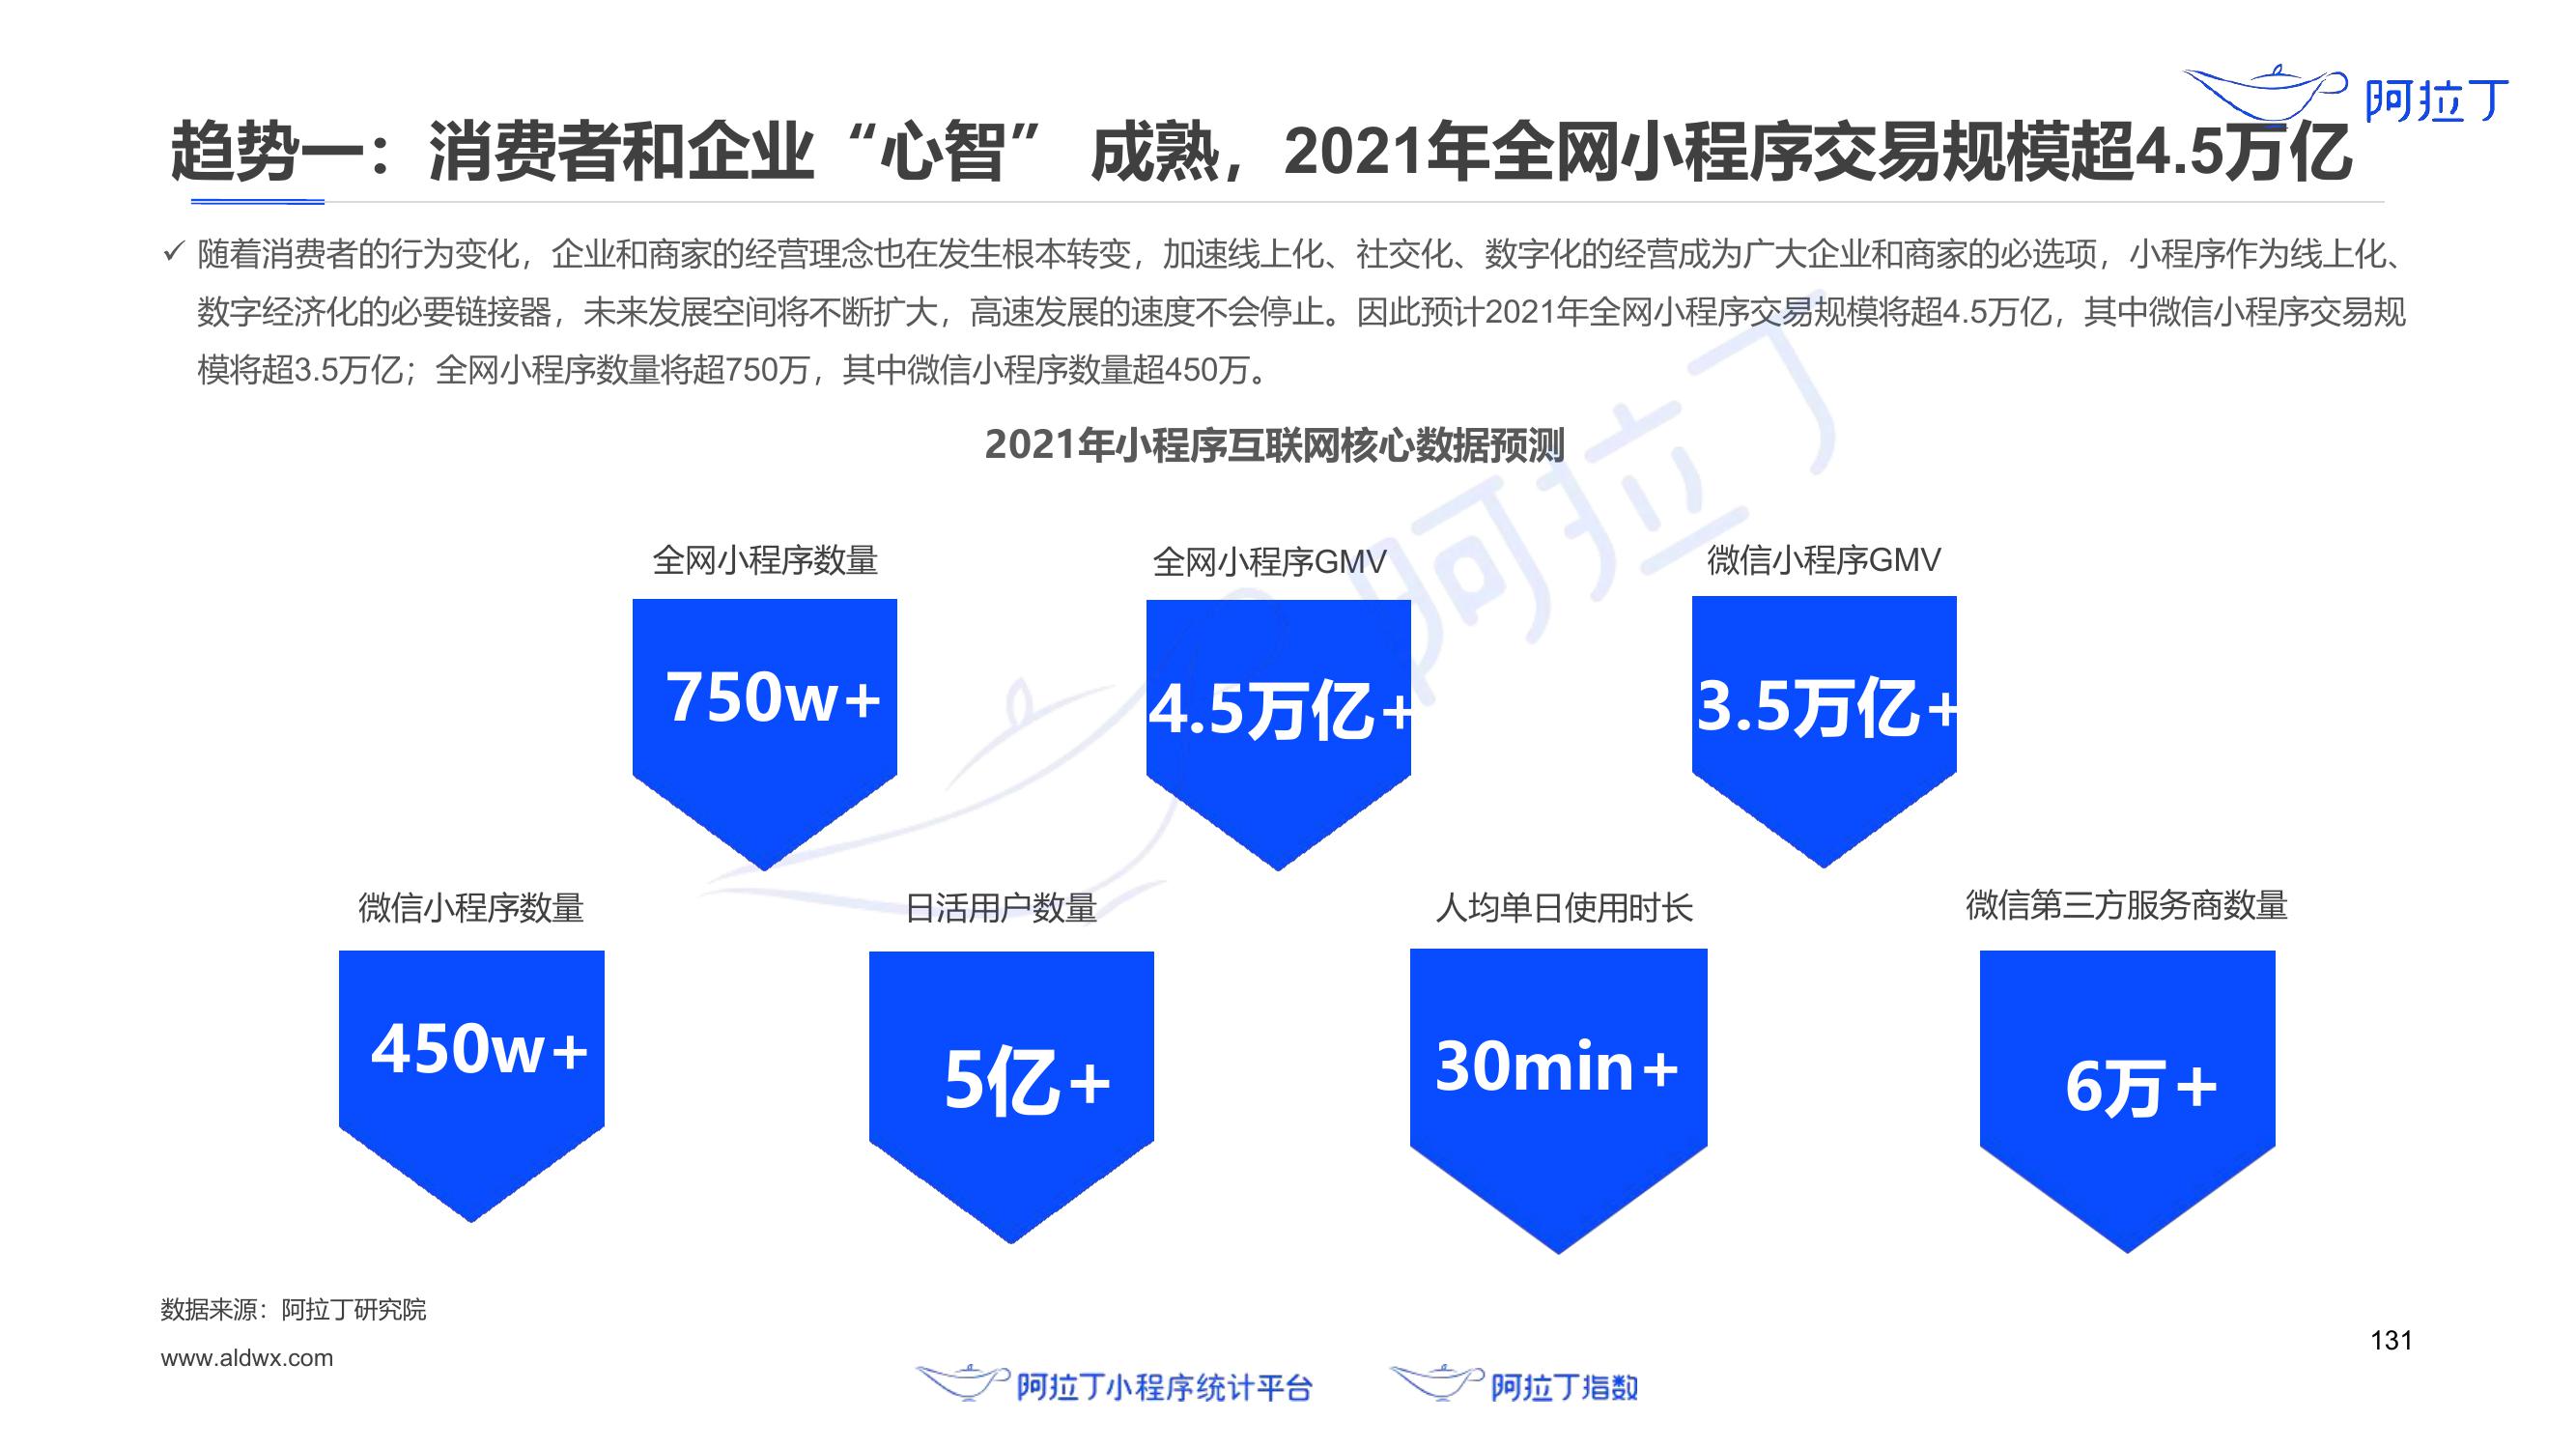 阿拉丁
趋势一：消费者和企业“心智” 成熟，2021年全网小程序交易规模超4.5万亿
✓ 随着消费者的行为变化，企业和商家的经营理念也在发生根本转变，加速线上化、社交化、数字化的经营成为广大企业和商家的必选项，小程序作为线上化、
数字经济化的必要链接器，未来发展空间将不断扩大，高速发展的速度不会停止。因此预计2021年全网小程序交易规模将超4.5万亿，其中微信小程序交易规
模将超3.5万亿；全网小程序数量将超750万，其中微信小程序数量超450万。
2021年小程序互联网核心数据预测
阿拉丁
全网小程序数量
750w+
全网小程序GMV
4.5万亿+
微信小程序GMV
3.5万亿+
微信小程序数量
450w+
日活用户数量
5亿+
人均单日使用时长
30min+
微信第三方服务商数量
6万+
数据来源：阿拉丁研究院
www.aldwx.com
阿拉丁小程序统计平台
阿拉丁指数
131